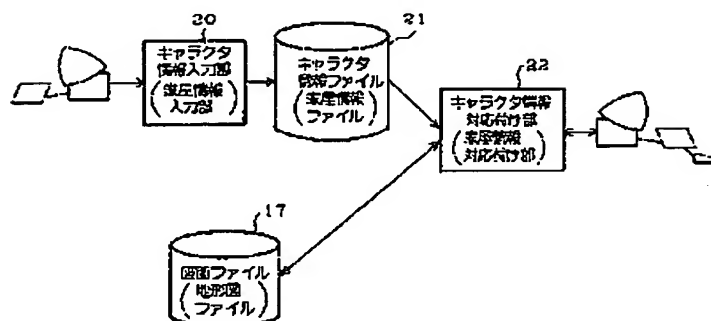 20
キャラクタ
情報入力部
(家屋情報
入力部)
21
キャラクタ
情報ファイル
(家屋情報
ファイル)
22
キャラクタ情報
対応付け部
(家屋情報
対応付け部)
17
図面ファイル
(地形図
ファイル)